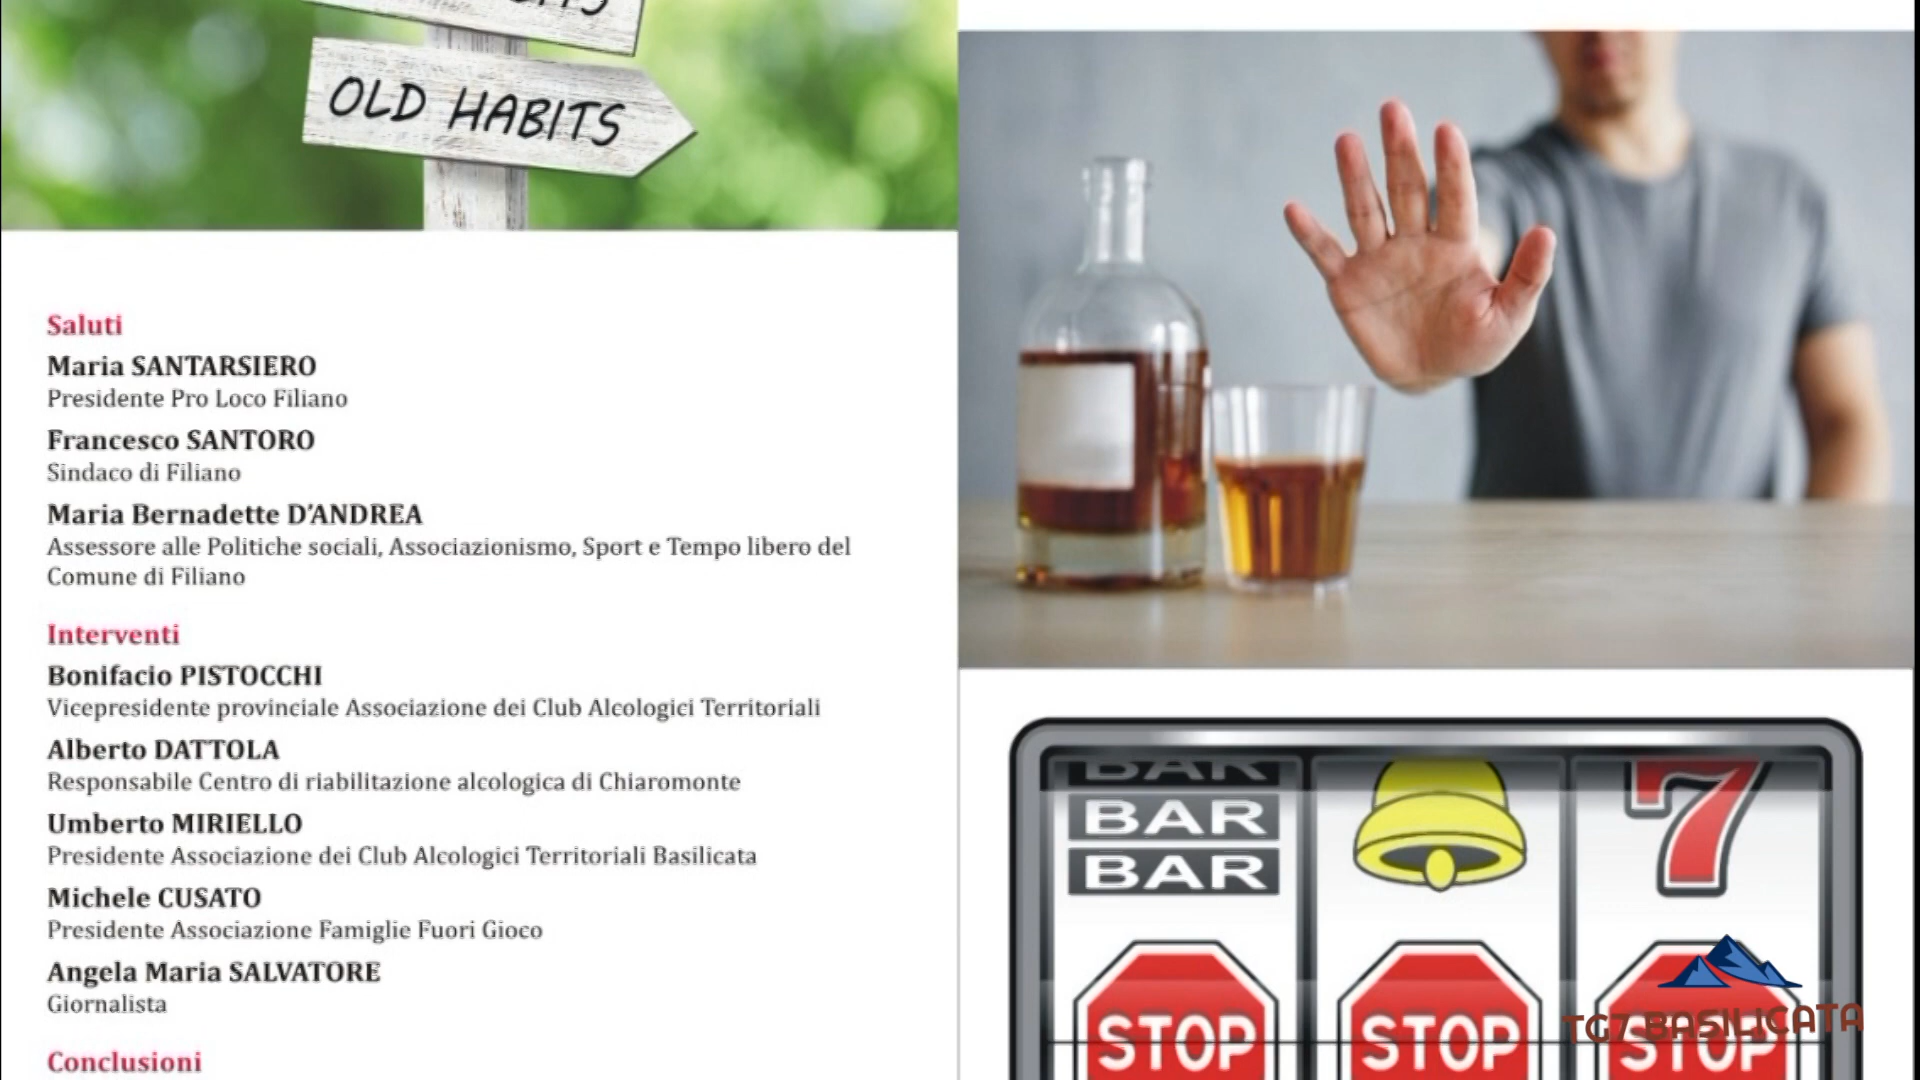 OLD HABITS
Saluti
Maria SANTARSIERO
Presidente Pro Loco Filiano
Francesco SANTORO
Sindaco di Filiano
Maria Bernadette D’ANDREA
Assessore alle Politiche sociali, Associazionismo, Sport e Tempo libero del
Comune di Filiano
Interventi
Bonifacio PISTOCCHI
Vicepresidente provinciale Associazione dei Club Alcologici Territoriali
Alberto DATTOLA
Responsabile Centro di riabilitazione alcologica di Chiaromonte
Umberto MIRIELLO
Presidente Associazione dei Club Alcologici Territoriali Basilicata
Michele CUSATO
Presidente Associazione Famiglie Fuori Gioco
Angela Maria SALVATORE
Giornalista
Conclusioni
BAR
BAR
BAR
7
STOP STOP STOP
TG7 BASILICATA